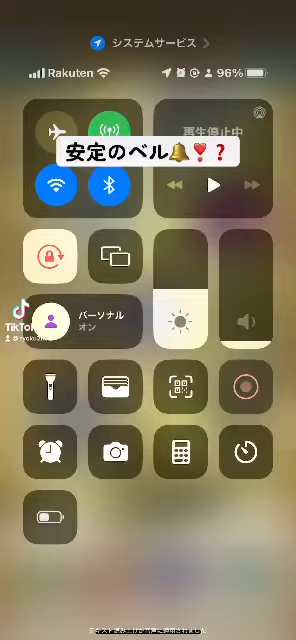 システムサービス
Rakuten 96%
再生停止中
安定のベル🔔❣️❓
パーソナル
オン
TikTok